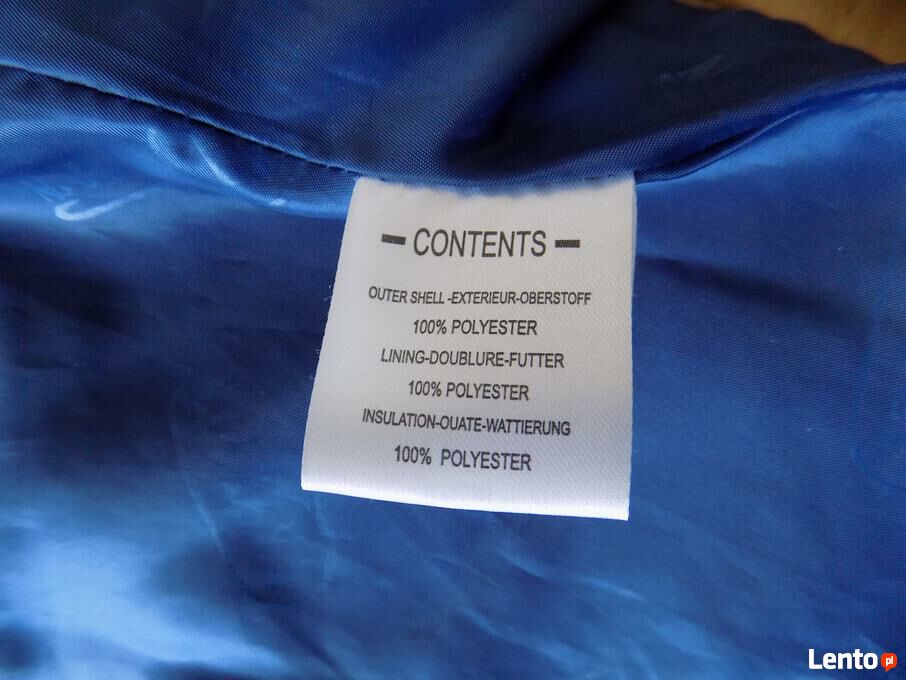 - CONTENTS -
OUTER SHELL -EXTERIEUR-OBERSTOFF
100% POLYESTER
LINING-DOUBLURE-FUTTER
100% POLYESTER
INSULATION-OUATE-WATTIERUNG
100% POLYESTER
Lento pl